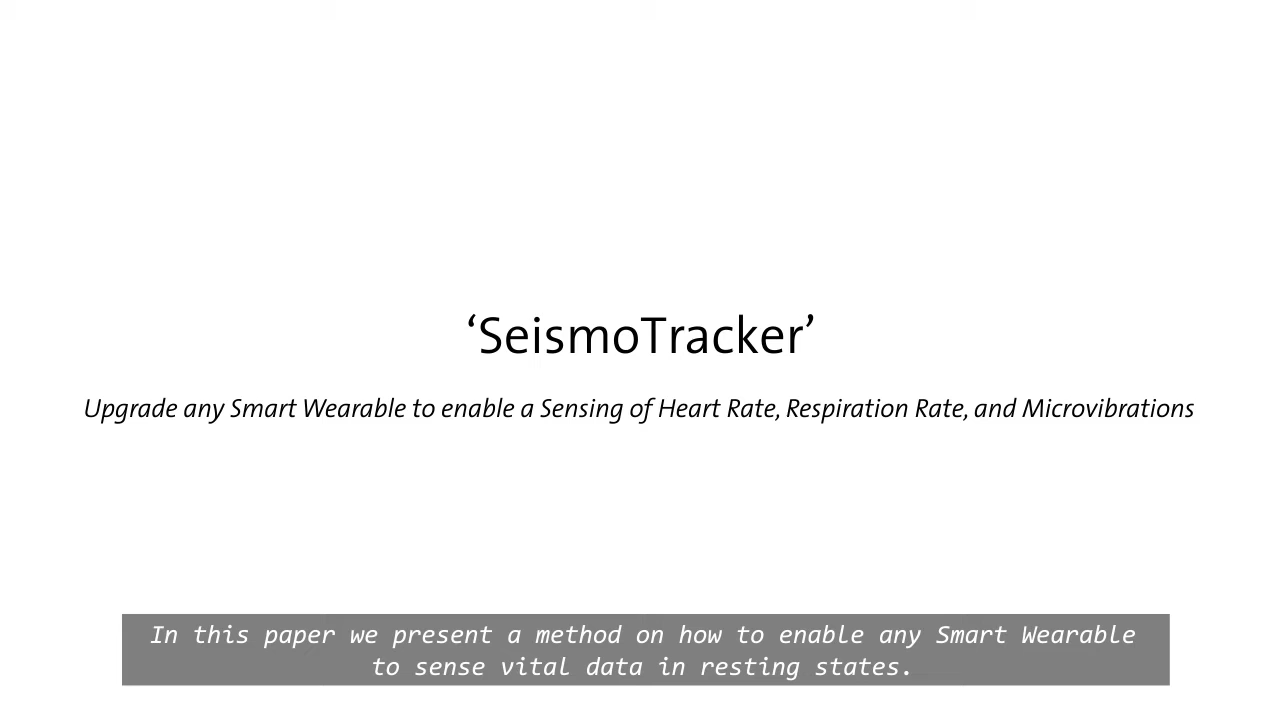 ‘SeismoTracker’
Upgrade any Smart Wearable to enable a Sensing of Heart Rate, Respiration Rate, and Microvibrations
In this paper we present a method on how to enable any Smart Wearable
to sense vital data in resting states.